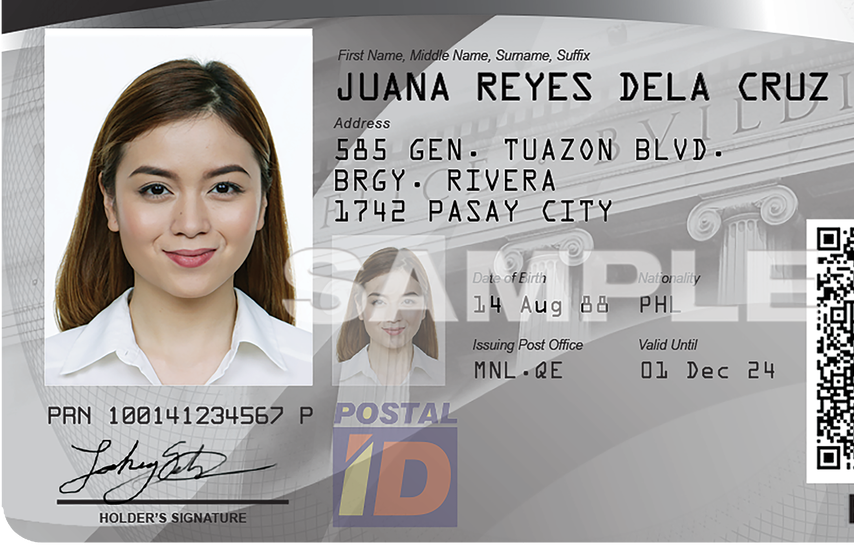 First Name, Middle Name, Surname, Suffix
JUANA REYES DELA CRUZ
Address
585 GEN. TUAZON BLVD.
BRGY. RIVERA
1742 PASAY CITY
SAMPLE
Date of Birth
Nationality
14 Aug 88
PHL
Issuing Post Office
Valid Until
MNL.QE
01 Dec 24
PRN 100141234567 P
POSTAL
iD
HOLDER'S SIGNATURE